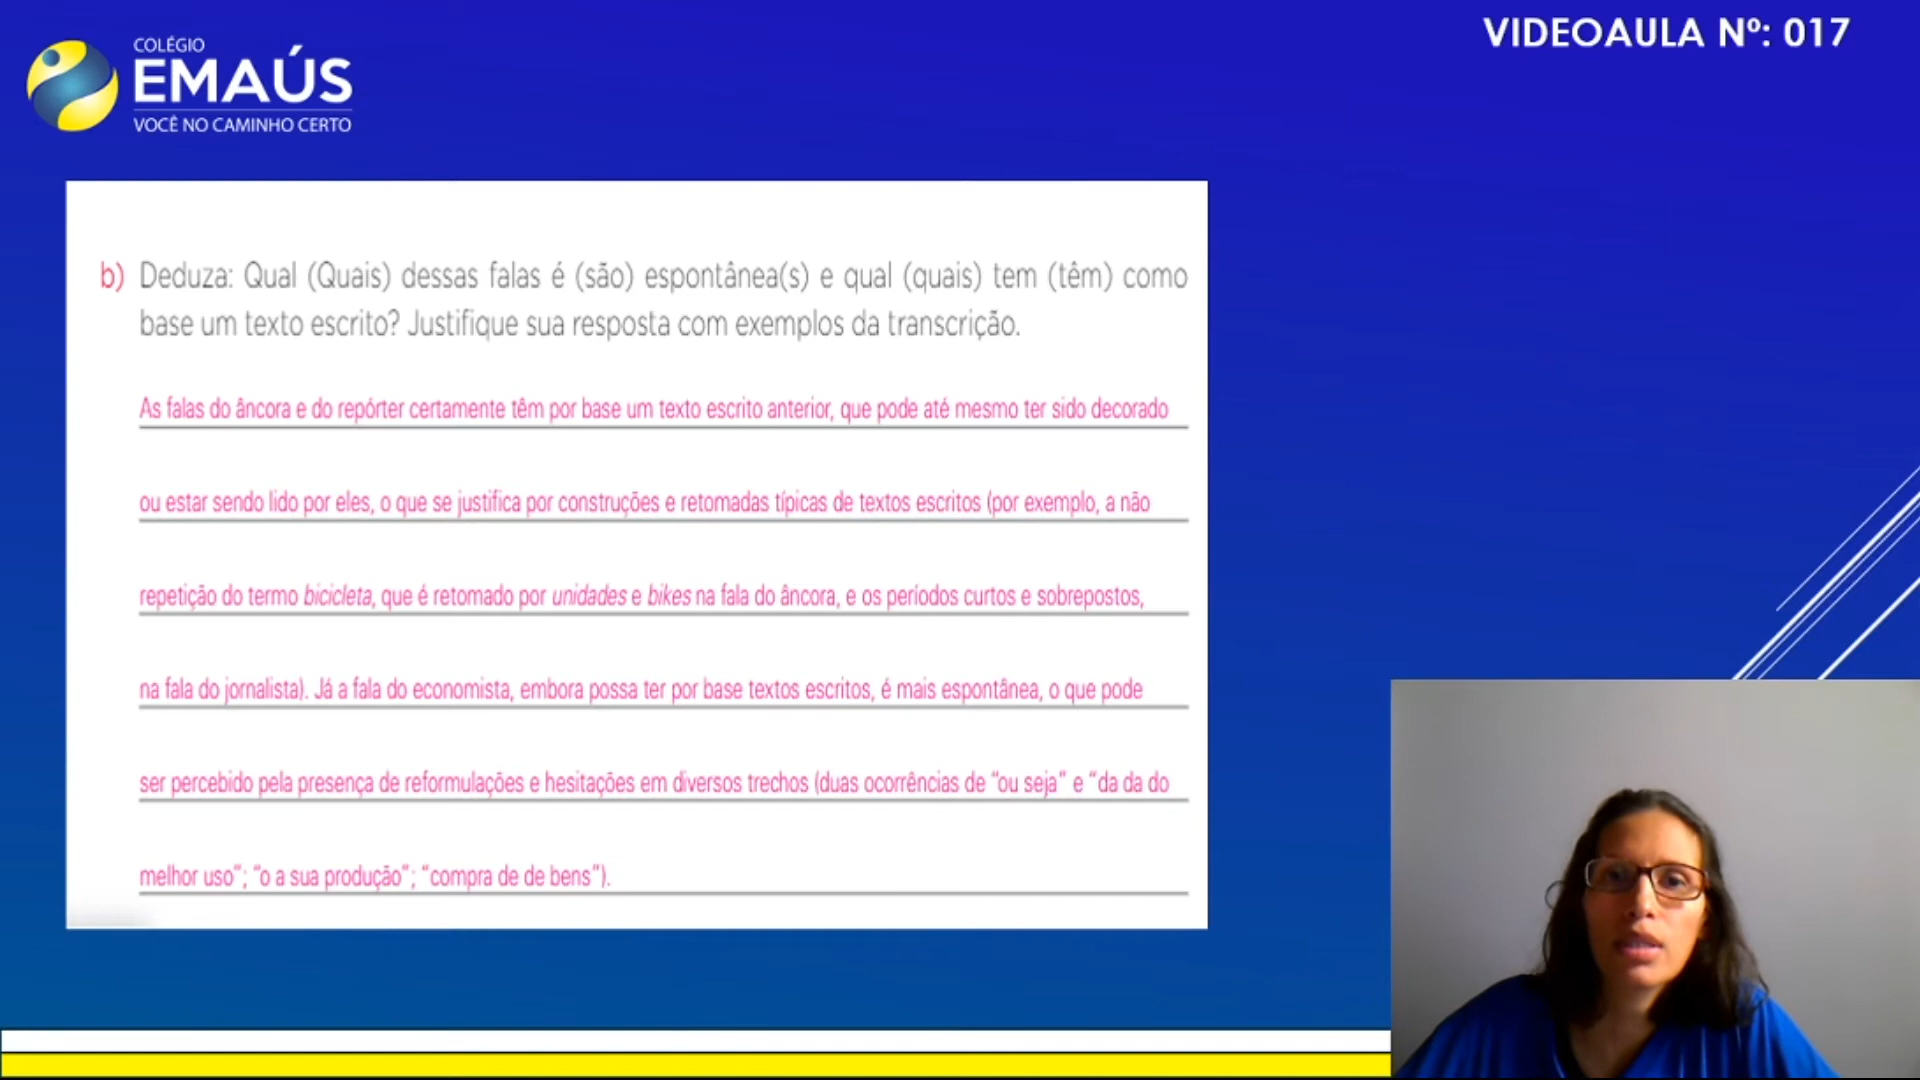 COLÉGIO
EMAÚS
VOCÊ NO CAMINHO CERTO
VIDEOAULA Nº: 017
b) Deduza: Qual (Quais) dessas falas é (são) espontânea(s) e qual (quais) tem (têm) como
base um texto escrito? Justifique sua resposta com exemplos da transcrição.
As falas do âncora e do repórter certamente têm por base um texto escrito anterior, que pode até mesmo ter sido decorado
ou estar sendo lido por eles, o que se justifica por construções e retomadas típicas de textos escritos (por exemplo, a não
repetição do termo bicicleta, que é retomado por unidades e bikes na fala do âncora, e os períodos curtos e sobrepostos,
na fala do jornalista). Já a fala do economista, embora possa ter por base textos escritos, é mais espontânea, o que pode
ser percebido pela presença de reformulações e hesitações em diversos trechos (duas ocorrências de “ou seja” e “da da do
melhor uso”; “o a sua produção”; “compra de de bens”).